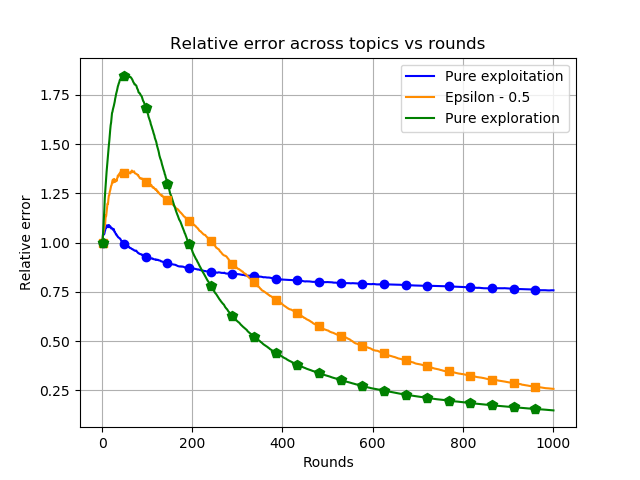 Relative error across topics vs rounds
Pure exploitation
Epsilon - 0.5
Pure exploration
Relative error
1.75
1.50
1.25
1.00
0.75
0.50
0.25
0 200 400 600 800 1000
Rounds